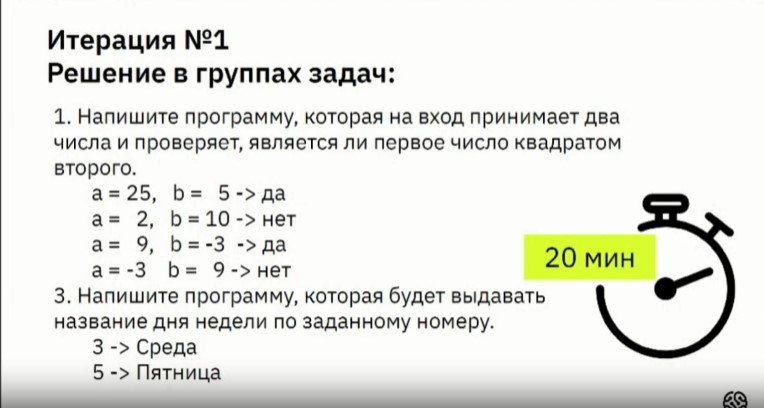 Итерация №1
Решение в группах задач:
1. Напишите программу, которая на вход принимает два
числа и проверяет, является ли первое число квадратом
второго.
a = 25, b = 5 -> да
a = 2, b = 10 -> нет
a = 9, b = -3 -> да
a = -3 b = 9 -> нет
20 мин
3. Напишите программу, которая будет выдавать
название дня недели по заданному номеру.
3 -> Среда
5 -> Пятница